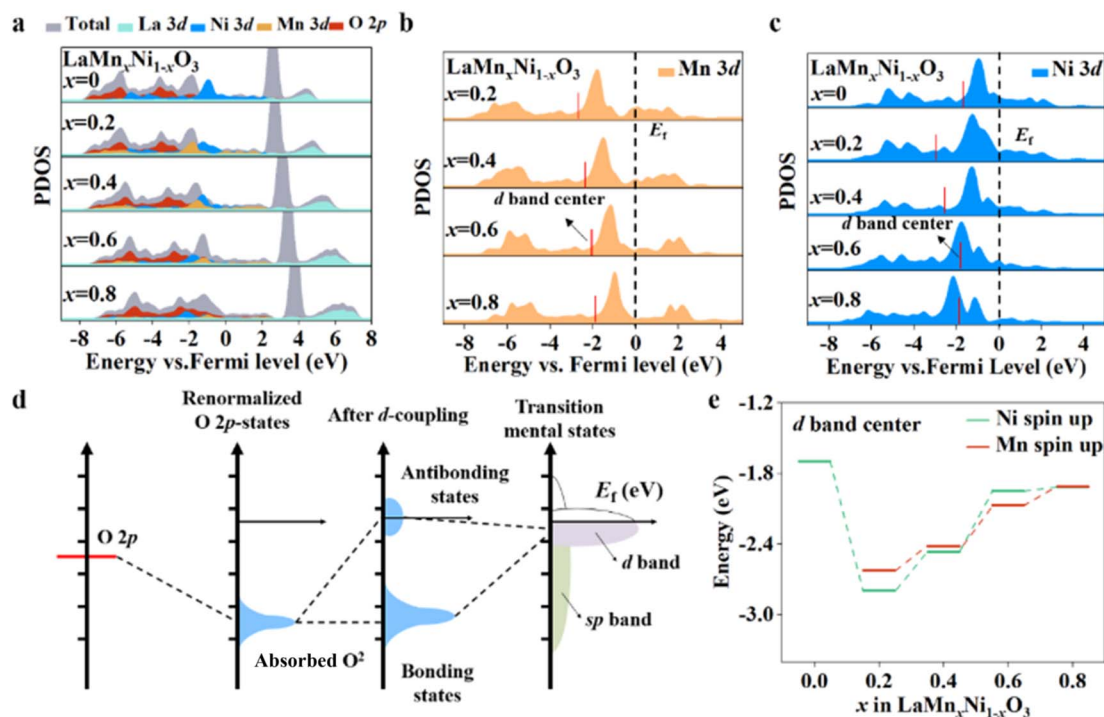 a
Total La 3d Ni 3d Mn 3d O 2p
LaMnxNi1-xO3
x=0
x=0.2
x=0.4
x=0.6
x=0.8
PDOS
-8 -6 -4 -2 0 2 4 6 8
Energy vs.Fermi level (eV)
b
LaMnxNi1-xO3
Mn 3d
x=0.2
Ef
x=0.4
d band center
x=0.6
x=0.8
PDOS
-8 -6 -4 -2 0 2 4
Energy vs. Fermi level (eV)
c
LaMnxNi1-xO3
Ni 3d
x=0
x=0.2
Ef
x=0.4
d band center
x=0.6
x=0.8
PDOS
-8 -6 -4 -2 0 2 4
Energy vs.Fermi Level (eV)
d
O 2p
Renormalized
O 2p-states
Absorbed O2
After d-coupling
Antibonding
states
Bonding
states
Transition
mental states
Ef (eV)
d band
sp band
e
d band center
Ni spin up
Mn spin up
-1.2
-1.8
-2.4
-3.0
Energy (eV)
0.0 0.2 0.4 0.6 0.8
x in LaMnxNi1-xO3